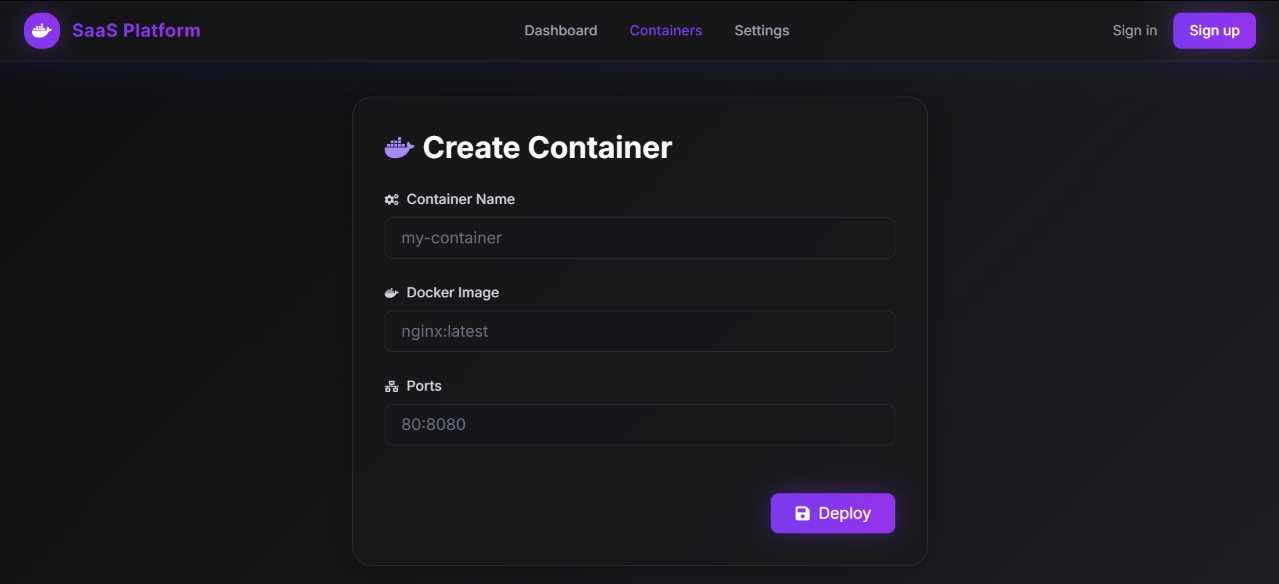 SaaS Platform
Dashboard
Containers
Settings
Sign in
Sign up
Create Container
Container Name
my-container
Docker Image
nginx:latest
Ports
80:8080
Deploy